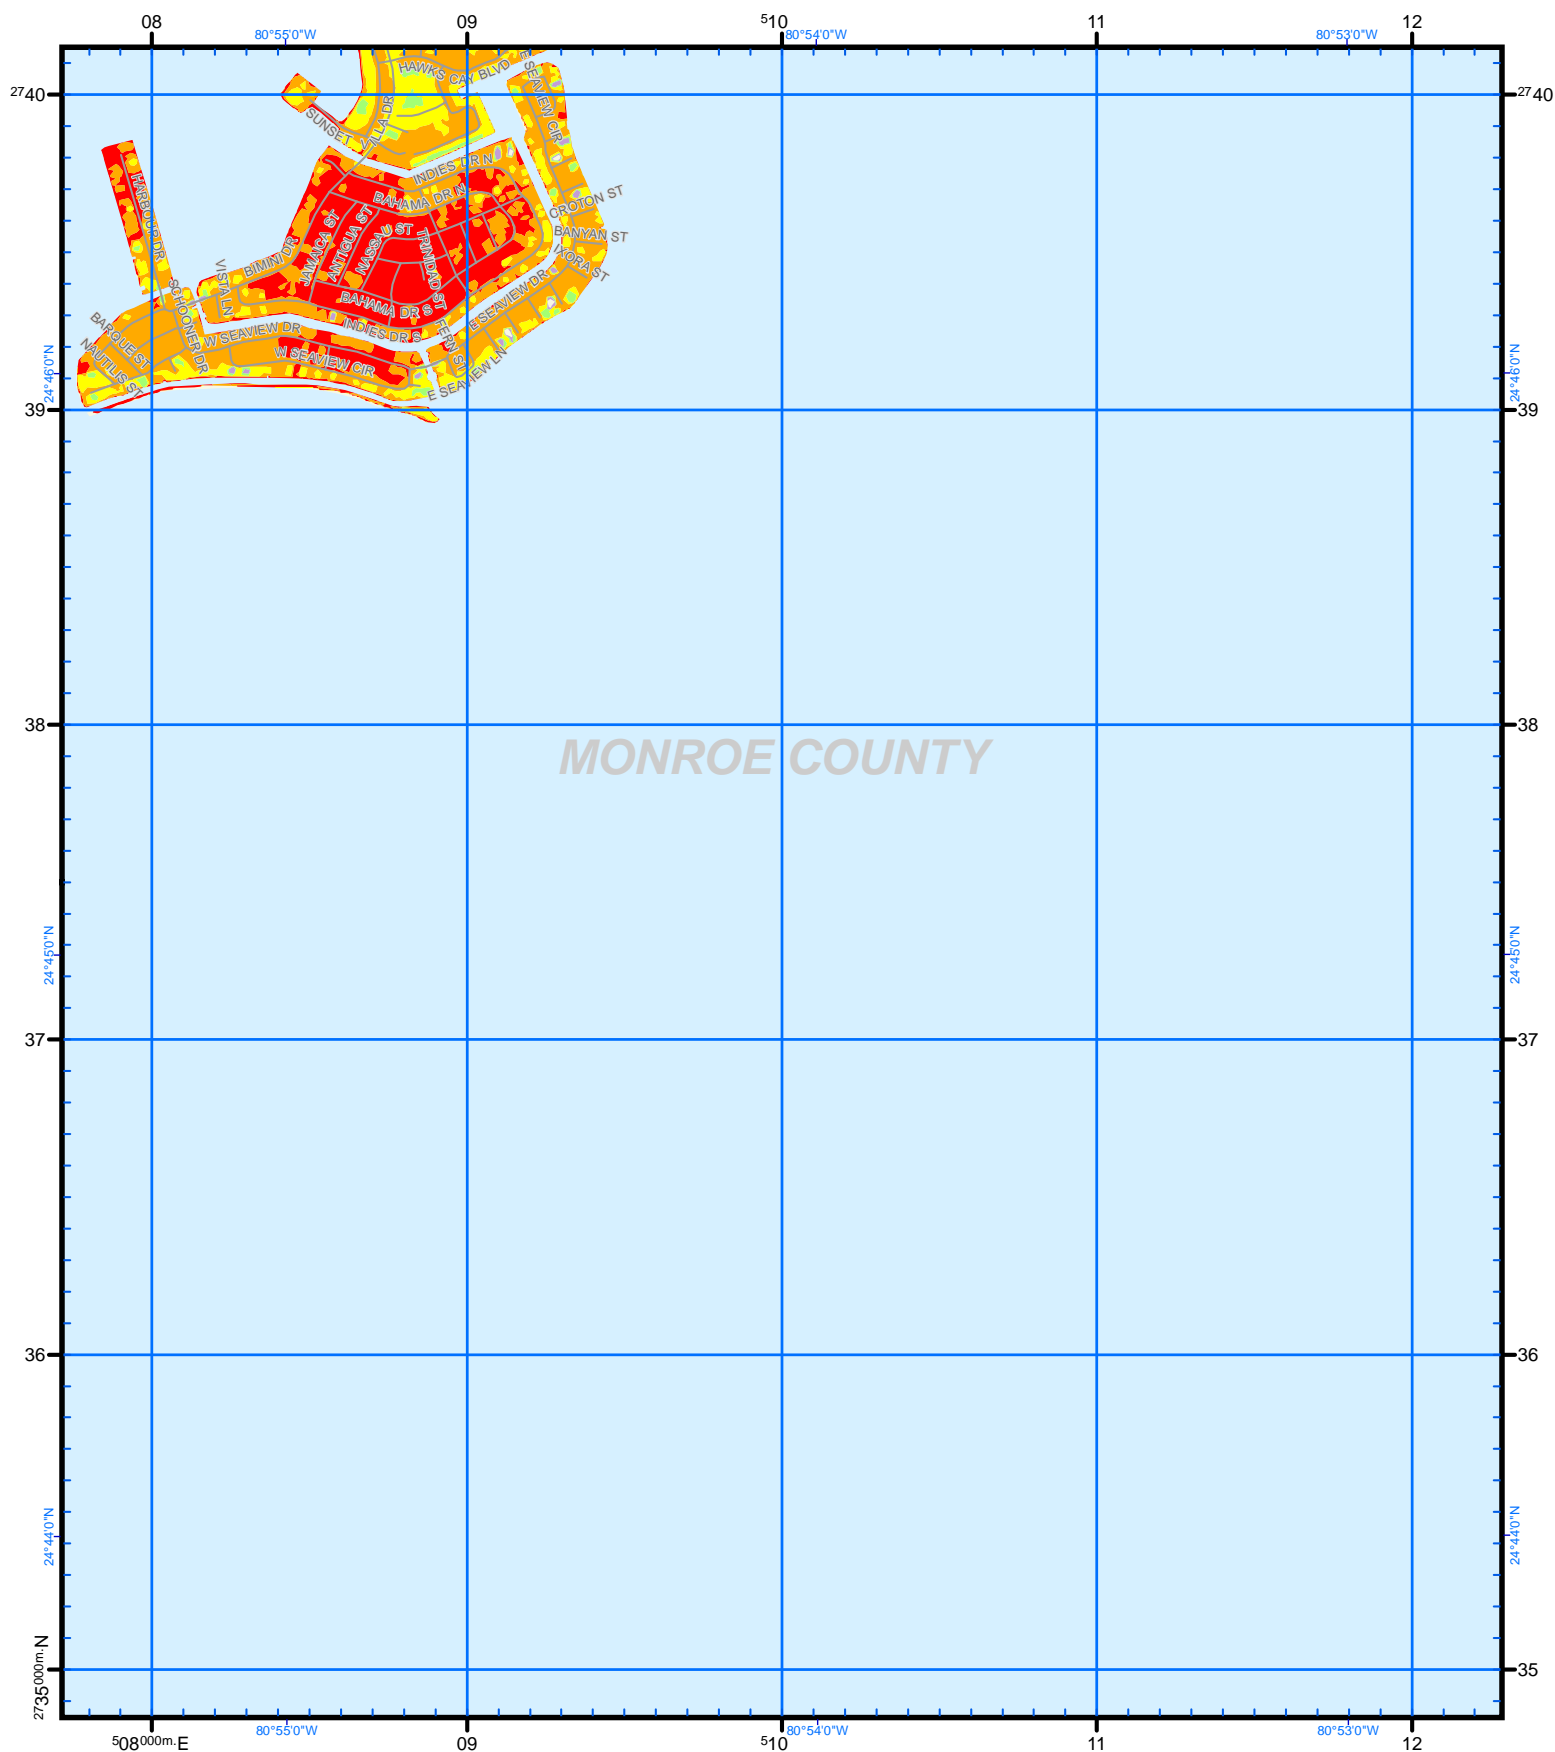 08 09 510 11 12
80°55'0"W 80°54'0"W 80°53'0"W
HAWKS CAY BLVD
E SEAVIEW CIR
2740 2740
SUNSET
VILLA DR
INDIES DR N
HARBOUR DR
BAHAMA DR N
CROTON ST
JAMAICA ST
ANTIGUA ST
NASSAU ST
TRINIDAD ST
BANYAN ST
IXORA ST
BIMINI DR
VISTA LN
SCHOONER DR
BAHAMA DR S
E SEAVIEW DR
BARQUE ST
W SEAVIEW DR
INDIES DR S
FERN ST
NAUTILIS ST
W SEAVIEW CIR
E SEAVIEW LN
24°46'0"N 24°46'0"N
39 39
38 38
MONROE COUNTY
24°45'0"N 24°45'0"N
37 37
36 36
24°44'0"N 24°44'0"N
2735000m.N 35
80°55'0"W 80°54'0"W 80°53'0"W
508000m.E 09 510 11 12